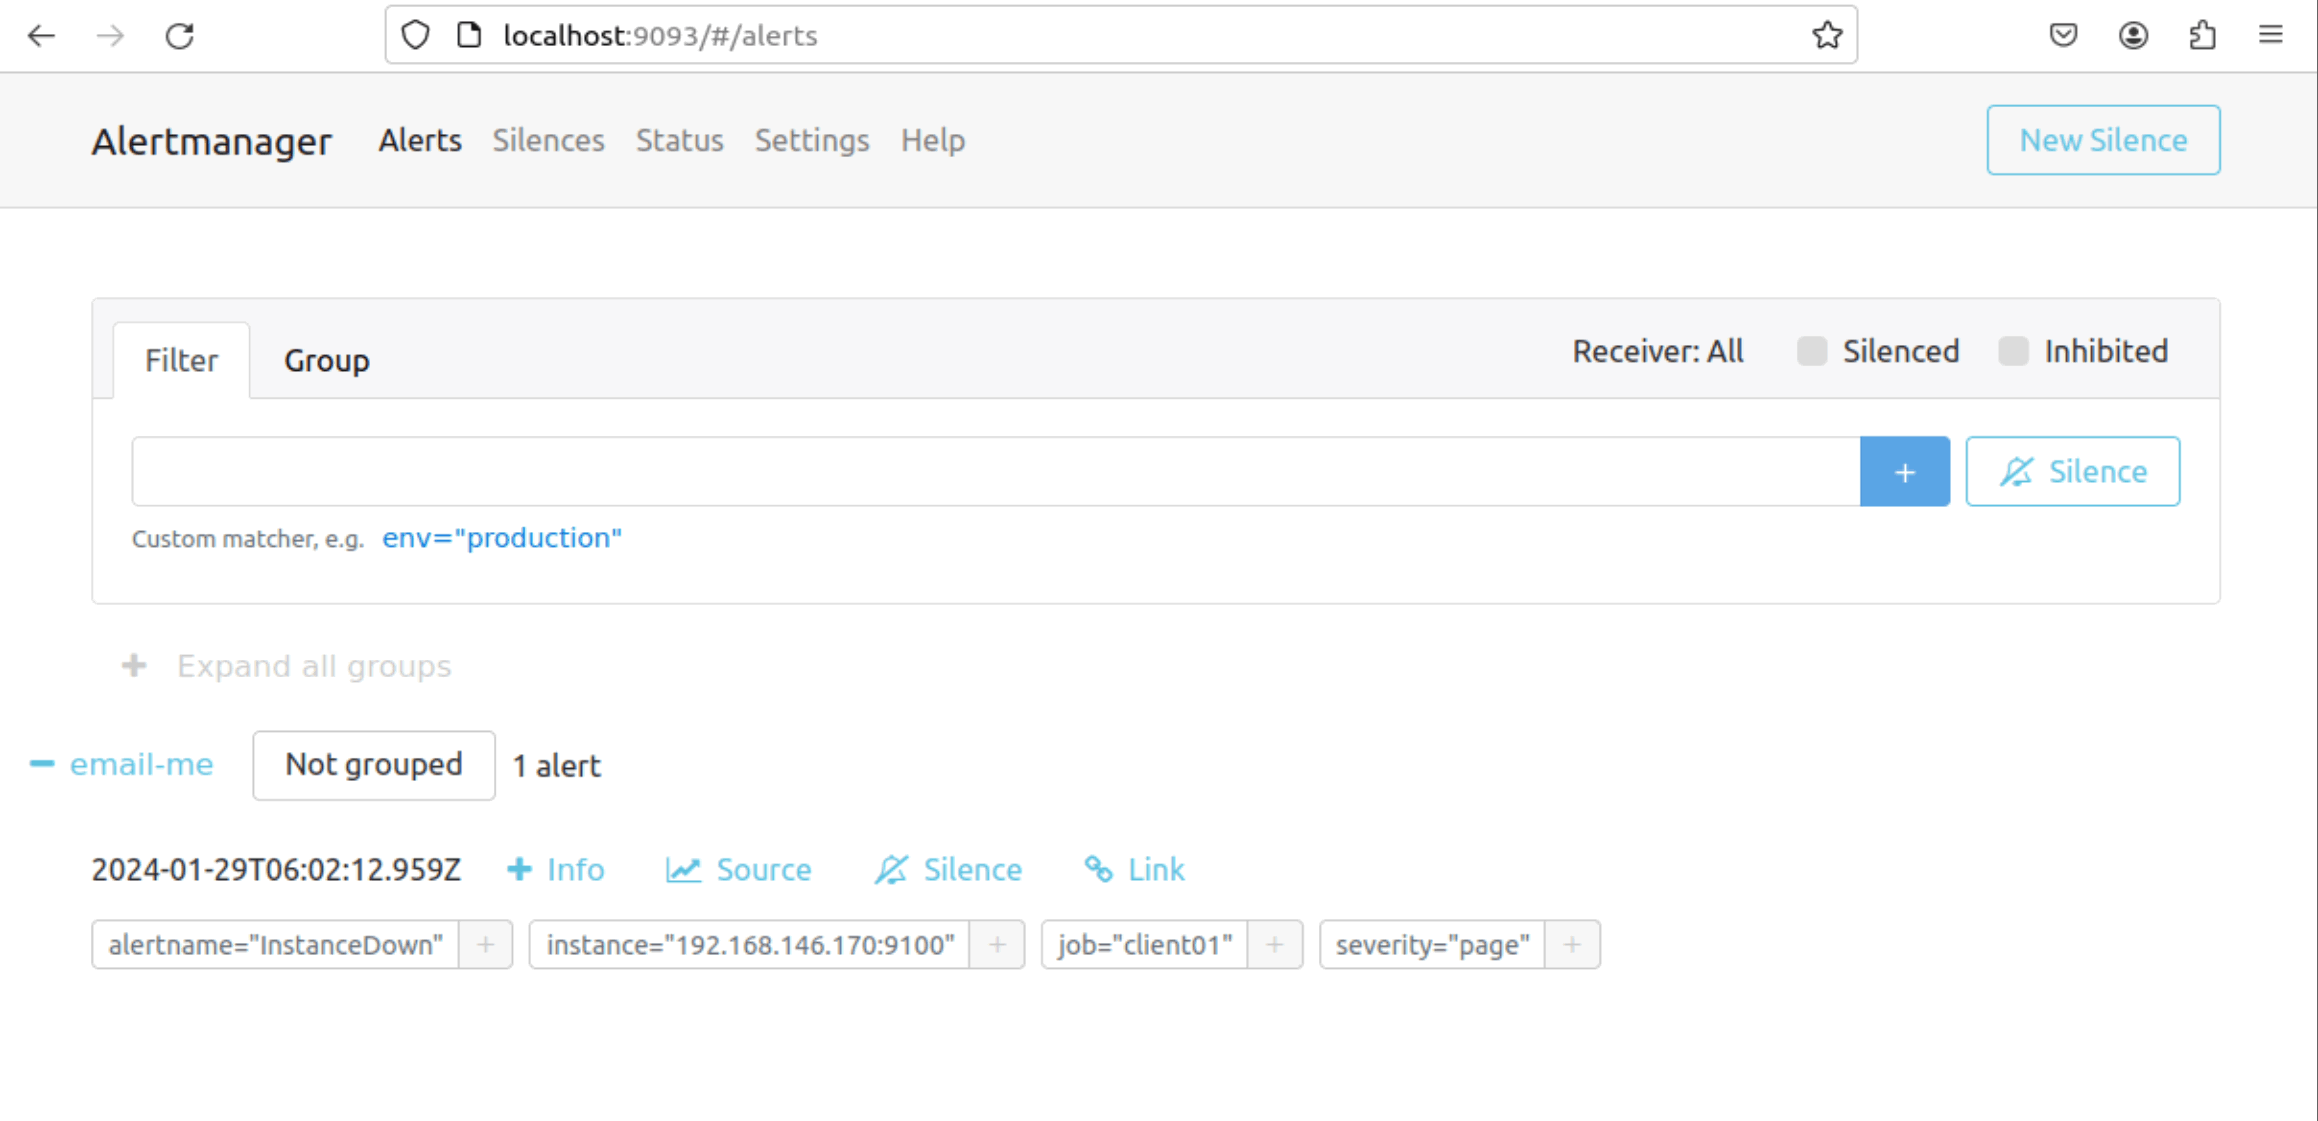 localhost:9093/#/alerts
Alertmanager Alerts Silences Status Settings Help New Silence
Filter Group Receiver: All Silenced Inhibited
+ Silence
Custom matcher, e.g. env="production"
+ Expand all groups
email-me Not grouped 1 alert
2024-01-29T06:02:12.959Z + Info Source Silence Link
alertname="InstanceDown" + instance="192.168.146.170:9100" + job="client01" + severity="page" +